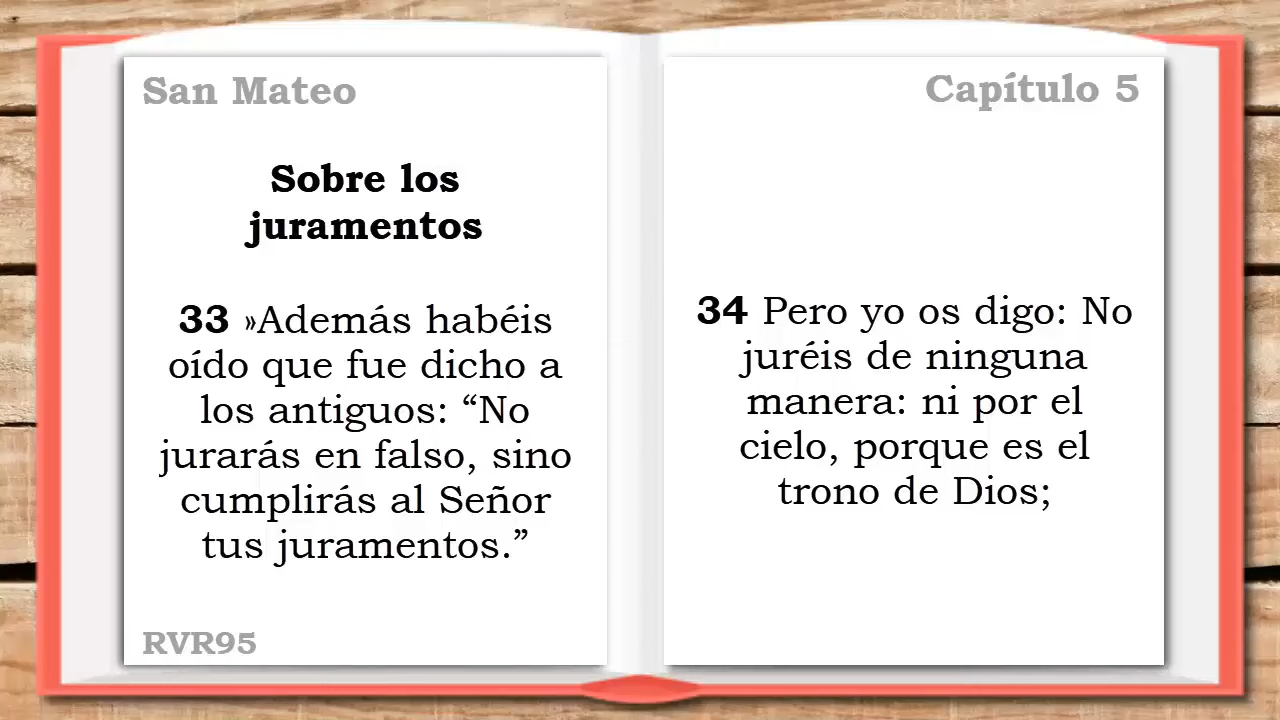 San Mateo
Sobre los
juramentos
33 »Además habéis
oído que fue dicho a
los antiguos: “No
jurarás en falso, sino
cumplirás al Señor
tus juramentos.”
RVR95
Capítulo 5
34 Pero yo os digo: No
juréis de ninguna
manera: ni por el
cielo, porque es el
trono de Dios;